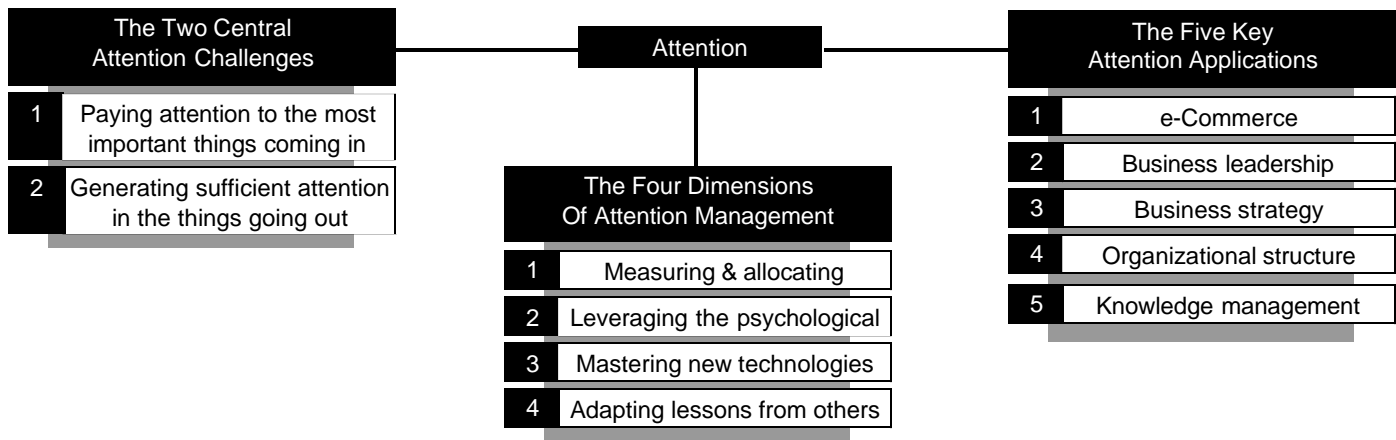 The Two Central
Attention Challenges
1 Paying attention to the most
important things coming in
2 Generating sufficient attention
in the things going out
Attention
The Four Dimensions
Of Attention Management
1 Measuring & allocating
2 Leveraging the psychological
3 Mastering new technologies
4 Adapting lessons from others
The Five Key
Attention Applications
1 e-Commerce
2 Business leadership
3 Business strategy
4 Organizational structure
5 Knowledge management